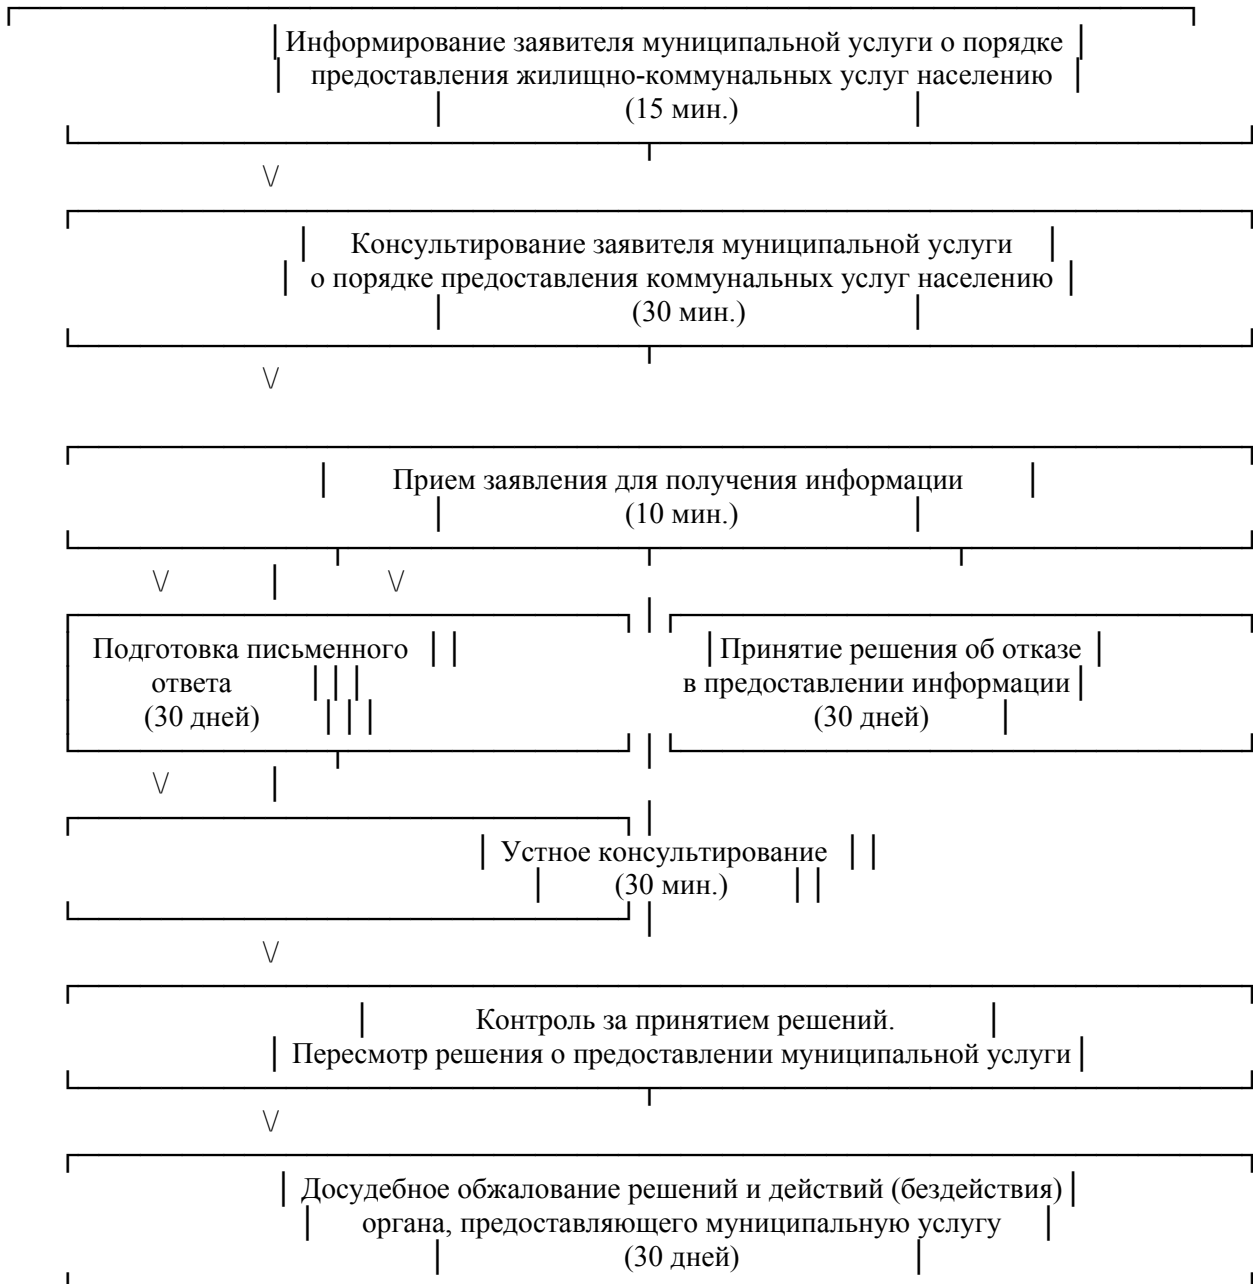 Информирование заявителя муниципальной услуги о порядке
предоставления жилищно-коммунальных услуг населению
(15 мин.)
Консультирование заявителя муниципальной услуги
о порядке предоставления коммунальных услуг населению
(30 мин.)
Прием заявления для получения информации
(10 мин.)
Подготовка письменного
ответа
(30 дней)
Принятие решения об отказе
в предоставлении информации
(30 дней)
Устное консультирование
(30 мин.)
Контроль за принятием решений.
Пересмотр решения о предоставлении муниципальной услуги
Досудебное обжалование решений и действий (бездействия)
органа, предоставляющего муниципальную услугу
(30 дней)